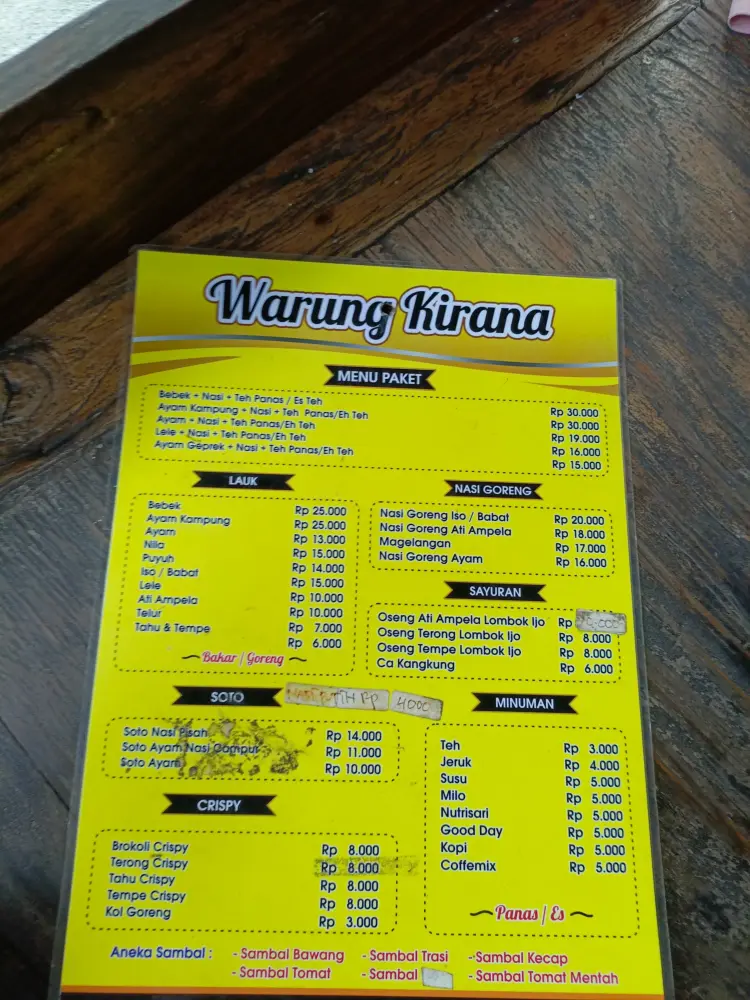 Warung Kirana
MENU PAKET
Bebek + Nasi + Teh Panas / Es Teh Rp 30.000
Ayam Kampung + Nasi + Teh Panas/Eh Teh Rp 30.000
Ayam + Nasi + Teh Panas/Eh Teh Rp 19.000
Lele + Nasi + Teh Panas/Eh Teh Rp 16.000
Ayam Geprek + Nasi + Teh Panas/Eh Teh Rp 15.000
LAUK
Bebek Rp 25.000
Ayam Kampung Rp 25.000
Ayam Rp 13.000
Nila Rp 15.000
Puyuh Rp 14.000
Iso / Babat Rp 15.000
Lele Rp 10.000
Ati Ampela Rp 10.000
Telur Rp 7.000
Tahu & Tempe Rp 6.000
Bakar / Goreng
NASI GORENG
Nasi Goreng Iso / Babat Rp 20.000
Nasi Goreng Ati Ampela Rp 18.000
Magelangan Rp 17.000
Nasi Goreng Ayam Rp 16.000
SAYURAN
Oseng Ati Ampela Lombok Ijo Rp
Oseng Terong Lombok Ijo Rp 8.000
Oseng Tempe Lombok Ijo Rp 8.000
Ca Kangkung Rp 6.000
SOTO
NASI PUTIH Rp 4000
Soto Nasi Pisah Rp 14.000
Soto Ayam Nasi Campur Rp 11.000
Soto Ayam Rp 10.000
CRISPY
Brokoli Crispy Rp 8.000
Terong Crispy Rp 8.000
Tahu Crispy Rp 8.000
Tempe Crispy Rp 8.000
Kol Goreng Rp 3.000
MINUMAN
Teh Rp 3.000
Jeruk Rp 4.000
Susu Rp 5.000
Milo Rp 5.000
Nutrisari Rp 5.000
Good Day Rp 5.000
Kopi Rp 5.000
Coffemix Rp 5.000
Panas / Es
Aneka Sambal : - Sambal Bawang - Sambal Trasi - Sambal Kecap
- Sambal Tomat - Sambal - Sambal Tomat Mentah